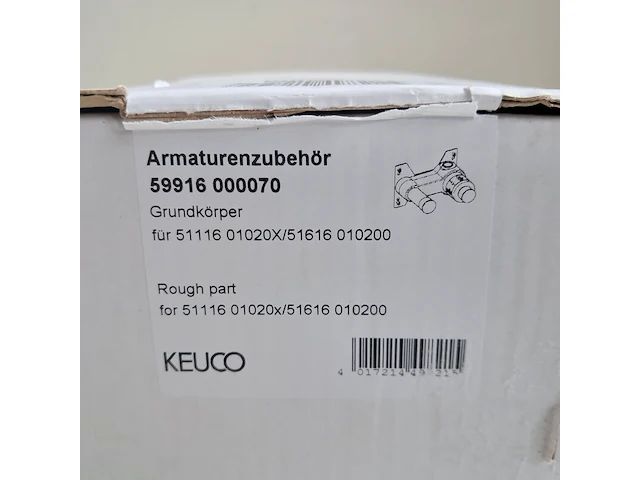 Armaturenzubehör
59916 000070
Grundkörper
für 51116 01020X/51616 010200
Rough part
for 51116 01020x/51616 010200
KEUCO